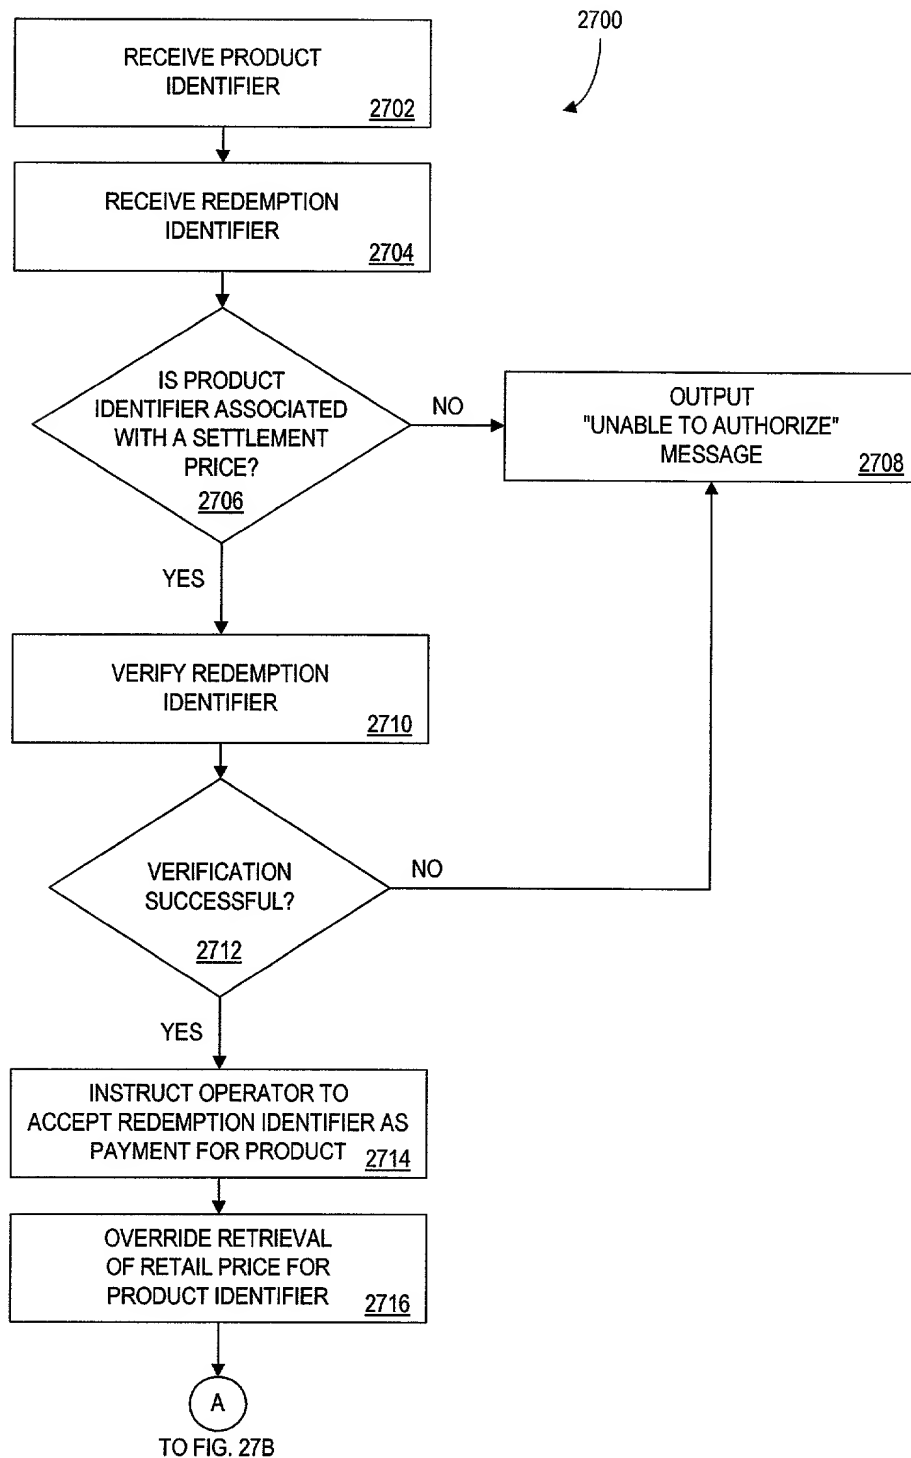 2700
RECEIVE PRODUCT
IDENTIFIER
2702
RECEIVE REDEMPTION
IDENTIFIER
2704
IS PRODUCT
IDENTIFIER ASSOCIATED
WITH A SETTLEMENT
PRICE?
2706
NO
OUTPUT
"UNABLE TO AUTHORIZE"
MESSAGE
2708
YES
VERIFY REDEMPTION
IDENTIFIER
2710
VERIFICATION
SUCCESSFUL?
2712
NO
YES
INSTRUCT OPERATOR TO
ACCEPT REDEMPTION IDENTIFIER AS
PAYMENT FOR PRODUCT
2714
OVERRIDE RETRIEVAL
OF RETAIL PRICE FOR
PRODUCT IDENTIFIER
2716
A
TO FIG. 27B